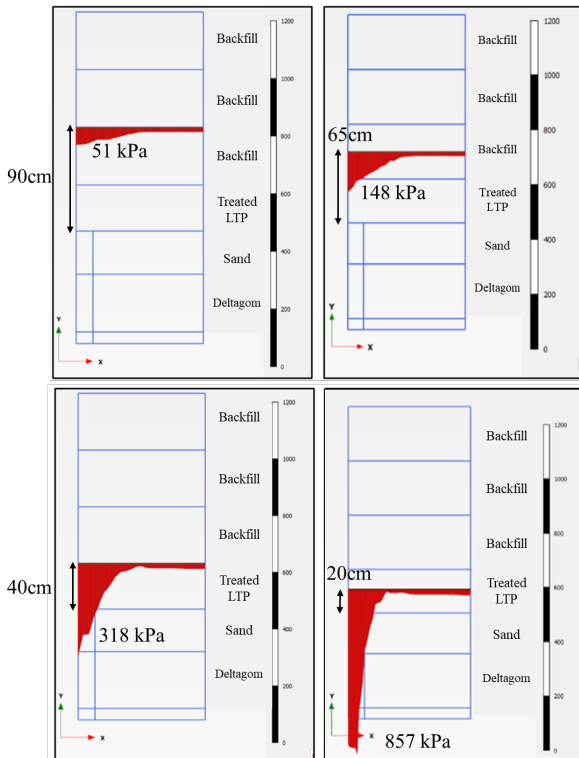 Backfill
Backfill
51 kPa
Backfill
90cm
Treated
LTP
Sand
Deltagom
Y
X
1200
1000
800
600
400
200
0
Backfill
Backfill
65cm
Backfill
148 kPa
Treated
LTP
Sand
Deltagom
Y
X
1200
1000
800
600
400
200
0
Backfill
Backfill
Backfill
40cm
Treated
LTP
318 kPa
Sand
Deltagom
Y
X
1200
1000
800
600
400
200
0
Backfill
Backfill
Backfill
20cm
Treated
LTP
Sand
Deltagom
Y
X
857 kPa
1200
1000
800
600
400
200
0